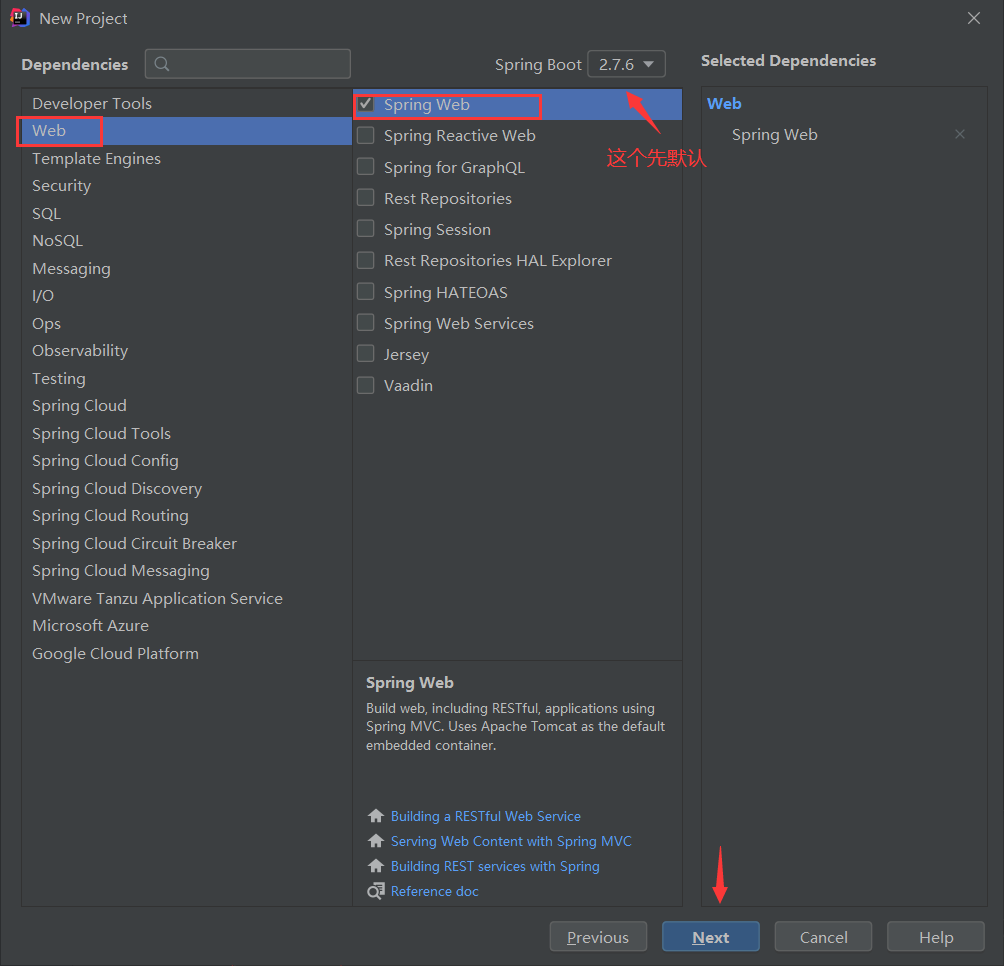 New Project
Dependencies
Spring Boot 2.7.6
Selected Dependencies
Developer Tools
Web
Template Engines
Security
SQL
NoSQL
Messaging
I/O
Ops
Observability
Testing
Spring Cloud
Spring Cloud Tools
Spring Cloud Config
Spring Cloud Discovery
Spring Cloud Routing
Spring Cloud Circuit Breaker
Spring Cloud Messaging
VMware Tanzu Application Service
Microsoft Azure
Google Cloud Platform
Spring Web
Spring Reactive Web
Spring for GraphQL
Rest Repositories
Spring Session
Rest Repositories HAL Explorer
Spring HATEOAS
Spring Web Services
Jersey
Vaadin
这个先默认
Spring Web
Build web, including RESTful, applications using
Spring MVC. Uses Apache Tomcat as the default
embedded container.
Building a RESTful Web Service
Serving Web Content with Spring MVC
Building REST services with Spring
Reference doc
Web
Spring Web
Previous
Next
Cancel
Help